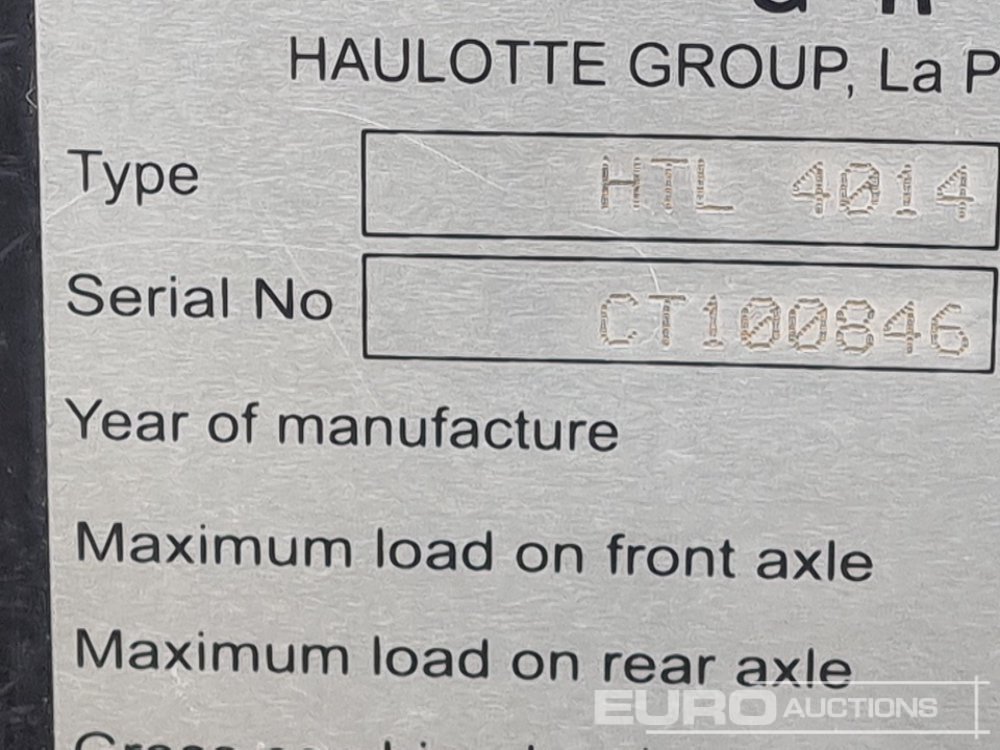 HAULOTTE GROUP, La P
Type HTL 4014
Serial No CT100846
Year of manufacture
Maximum load on front axle
Maximum load on rear axle
EURO AUCTIONS